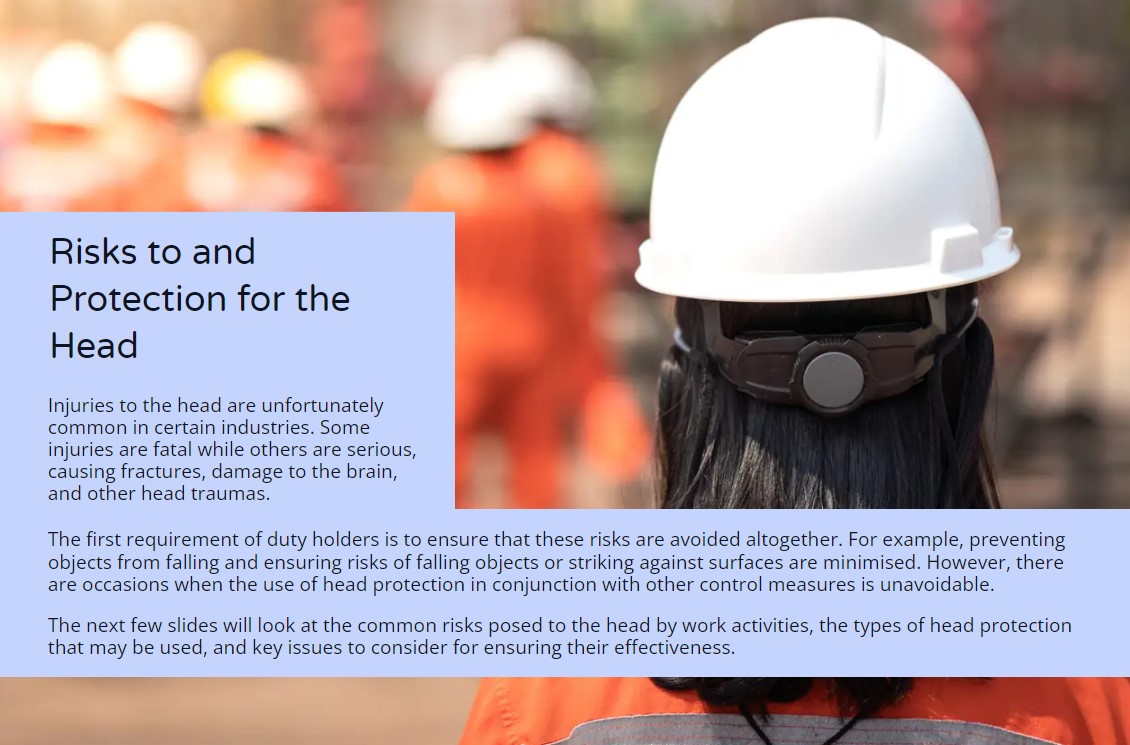 Risks to and
Protection for the
Head
Injuries to the head are unfortunately
common in certain industries. Some
injuries are fatal while others are serious,
causing fractures, damage to the brain,
and other head traumas.
The first requirement of duty holders is to ensure that these risks are avoided altogether. For example, preventing
objects from falling and ensuring risks of falling objects or striking against surfaces are minimised. However, there
are occasions when the use of head protection in conjunction with other control measures is unavoidable.
The next few slides will look at the common risks posed to the head by work activities, the types of head protection
that may be used, and key issues to consider for ensuring their effectiveness.